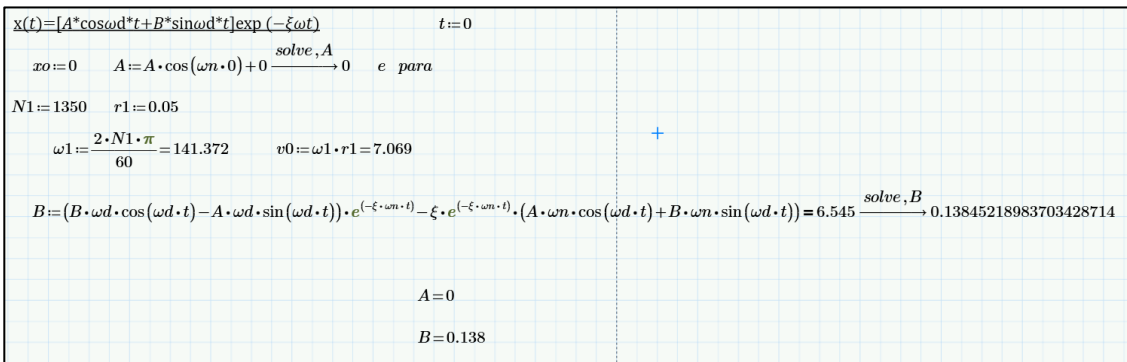 x(t)=[A*cosωd*t+B*sinωd*t]exp (−ξωt) t:=0
xo:=0 A:=A·cos(ωn·0)+0 solve,A → 0 e para
N1:=1350 r1:=0.05
ω1:=2·N1·π/60=141.372 v0:=ω1·r1=7.069
B:=(B·ωd·cos(ωd·t)−A·ωd·sin(ωd·t))·e^(−ξ·ωn·t)−ξ·e^(−ξ·ωn·t)·(A·ωn·cos(ωd·t)+B·ωn·sin(ωd·t))=6.545 solve,B → 0.13845218983703428714
A=0
B=0.138